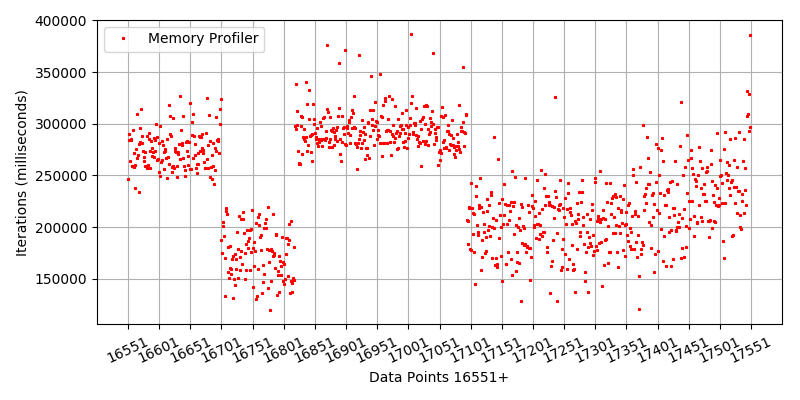 400000
350000
300000
250000
200000
150000
Iterations (milliseconds)
Memory Profiler
16551 16601 16651 16701 16751 16801 16851 16901 16951 17001 17051 17101 17151 17201 17251 17301 17351 17401 17451 17501 17551
Data Points 16551+